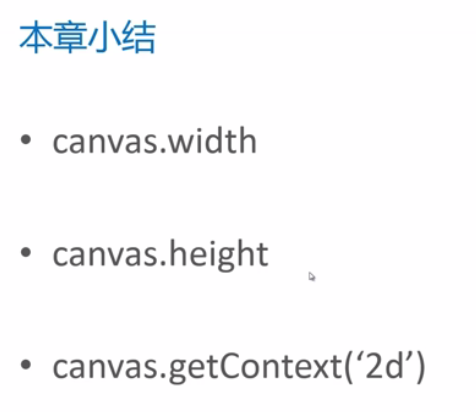 本章小结
• canvas.width
• canvas.height
• canvas.getContext(‘2d’)